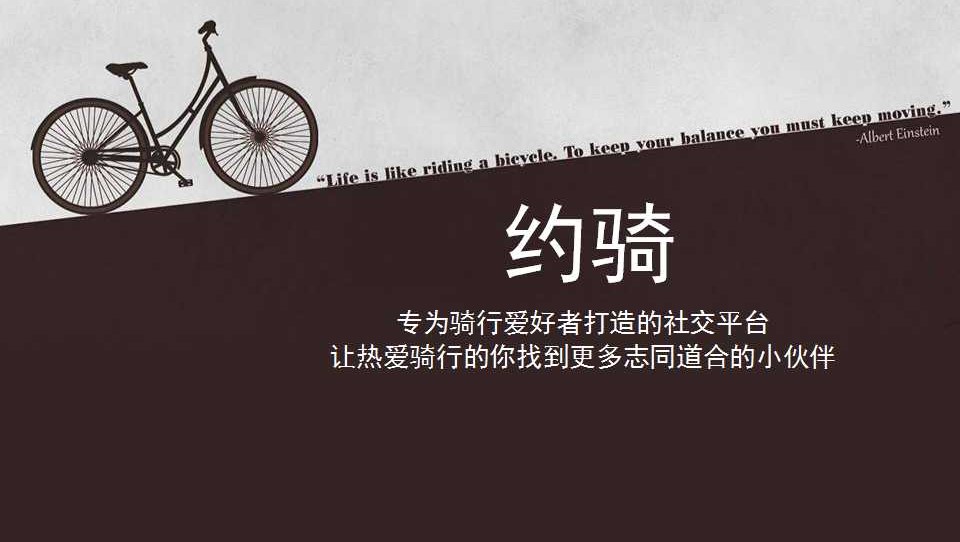 “Life is like riding a bicycle. To keep your balance you must keep moving.”
-Albert Einstein
约骑
专为骑行爱好者打造的社交平台
让热爱骑行的你找到更多志同道合的小伙伴